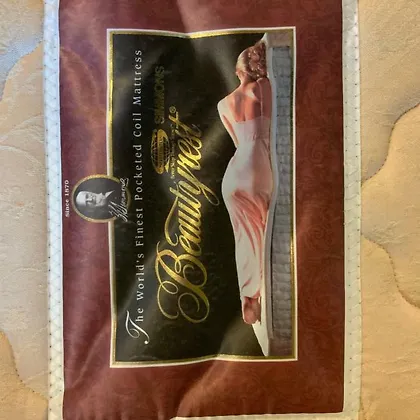 Since 1870
The World's Finest Pocketed Coil Mattress
SIMMONS
Beautyrest®